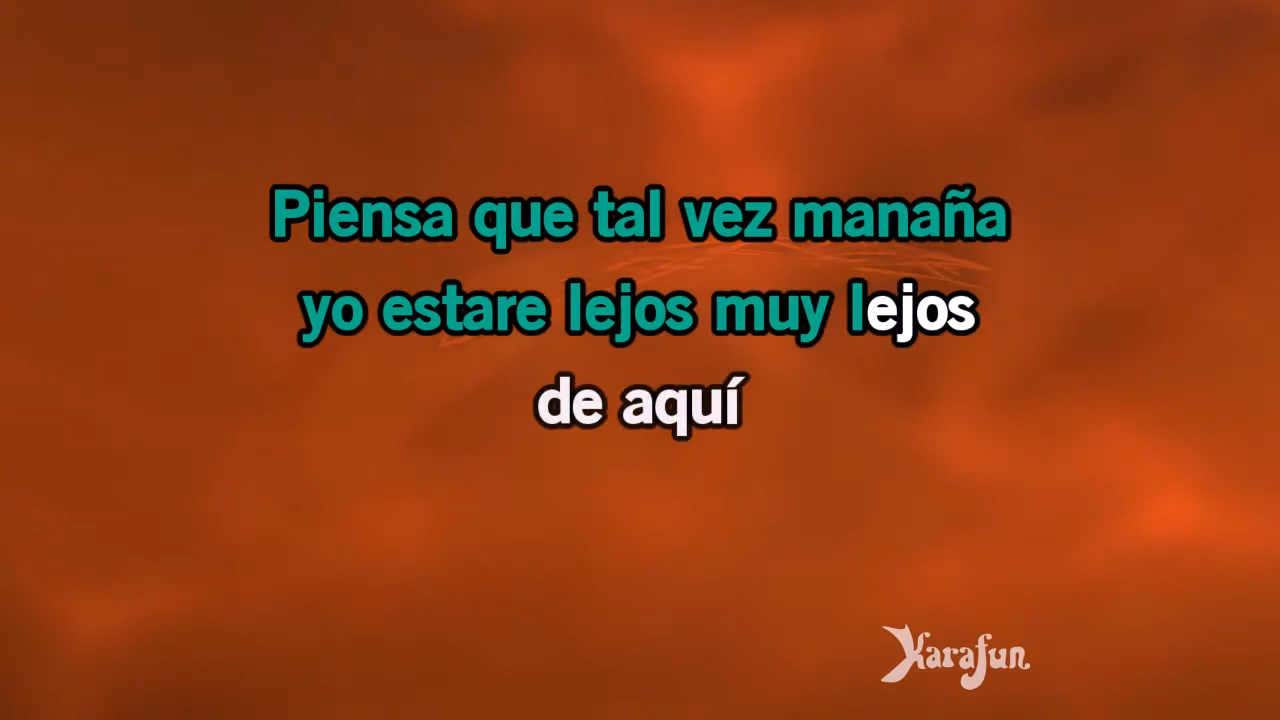 Piensa que tal vez manaña
yo estare lejos muy lejos
de aquí
Karafun